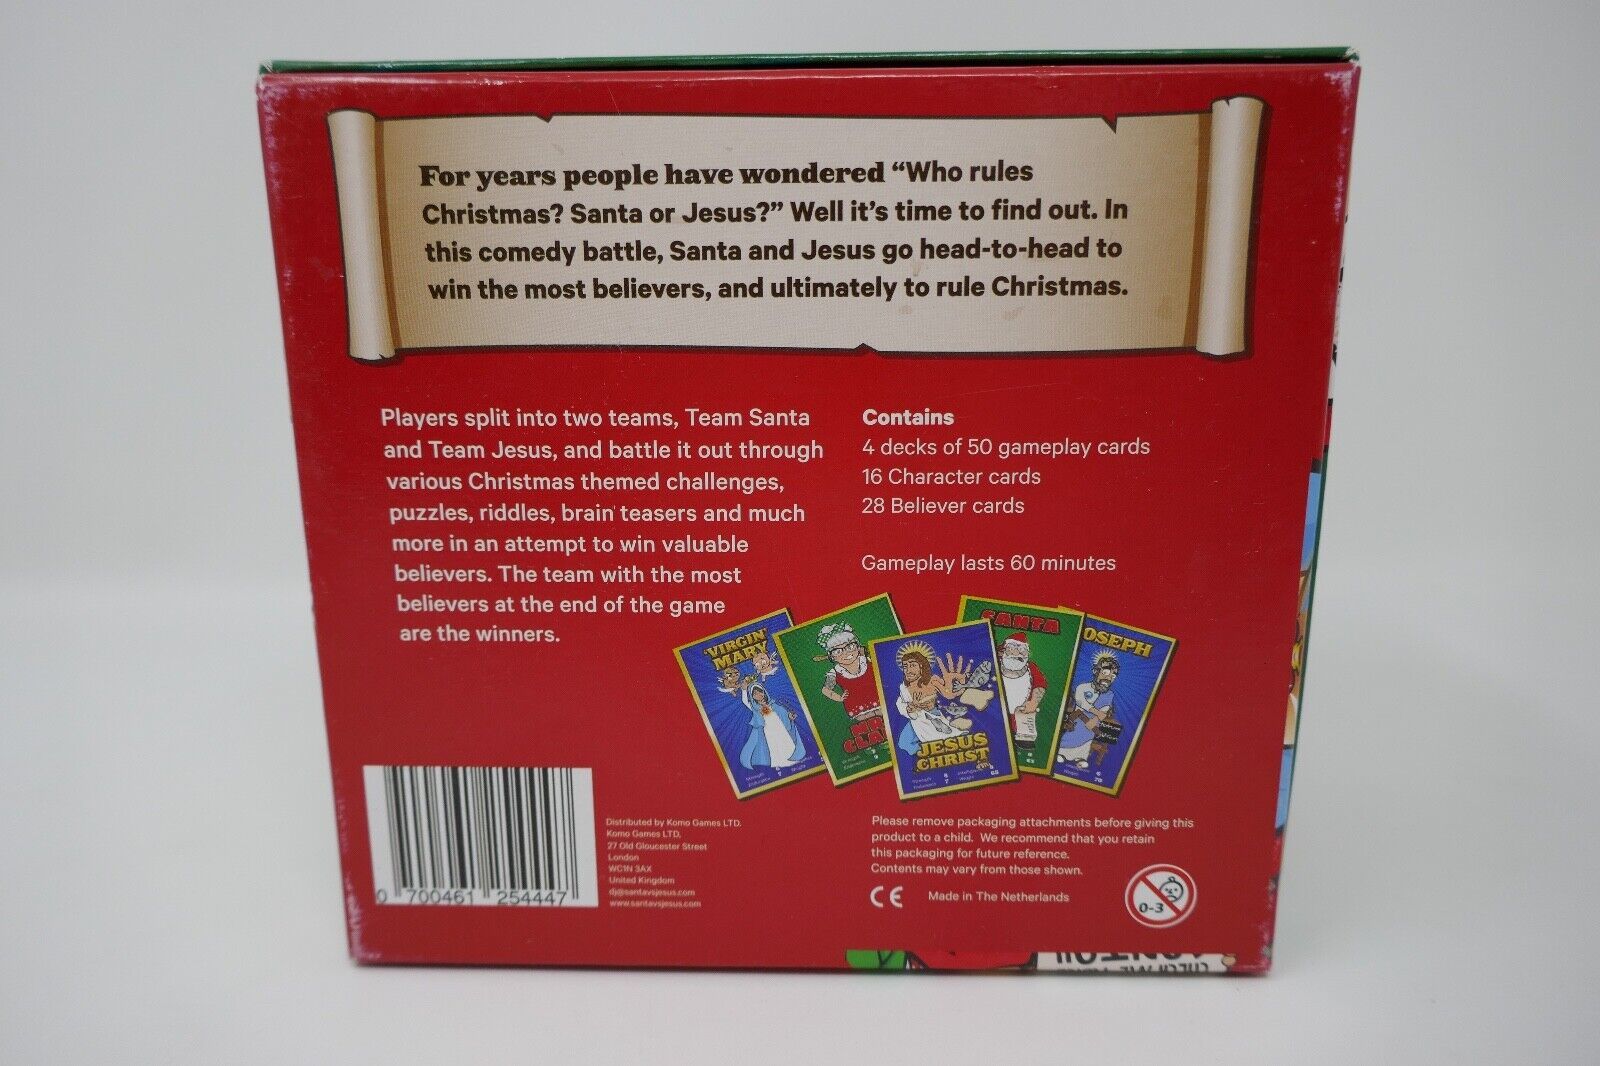 For years people have wondered “Who rules
Christmas? Santa or Jesus?” Well it’s time to find out. In
this comedy battle, Santa and Jesus go head-to-head to
win the most believers, and ultimately to rule Christmas.
Players split into two teams, Team Santa
and Team Jesus, and battle it out through
various Christmas themed challenges,
puzzles, riddles, brain teasers and much
more in an attempt to win valuable
believers. The team with the most
believers at the end of the game
are the winners.
Contains
4 decks of 50 gameplay cards
16 Character cards
28 Believer cards
Gameplay lasts 60 minutes
VIRGIN
MARY
SANTA
OSEPH
JESUS
CHRIST
0 700461 254447
Distributed by Komo Games LTD.
Komo Games LTD,
27 Old Gloucester Street
London
WC1N 3AX
United Kingdom
dj@santavsjesus.com
www.santavsjesus.com
Please remove packaging attachments before giving this
product to a child. We recommend that you retain
this packaging for future reference.
Contents may vary from those shown.
CE
Made in The Netherlands
0-3